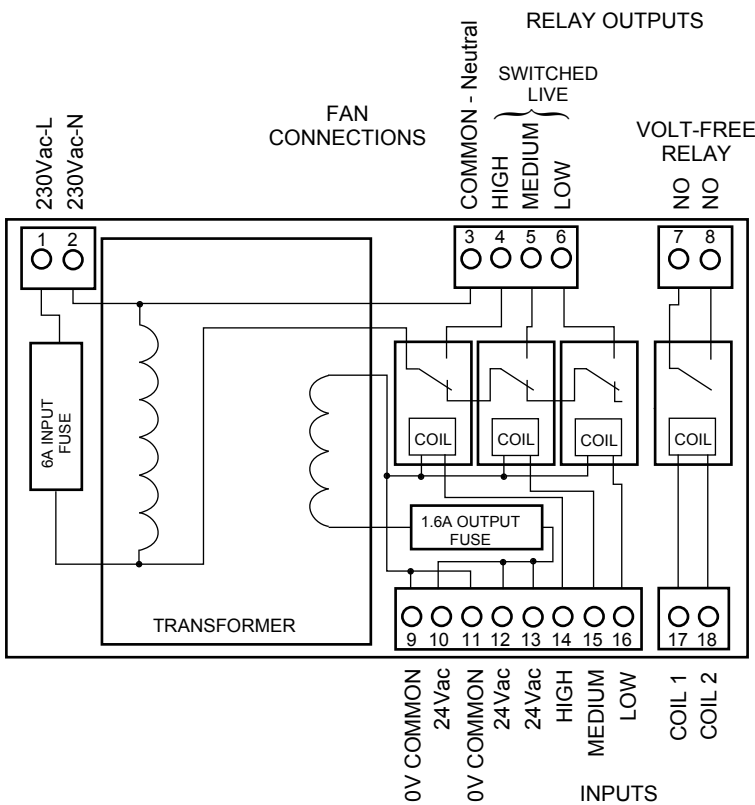 RELAY OUTPUTS
SWITCHED
LIVE
FAN
CONNECTIONS
VOLT-FREE
RELAY
230Vac-L
230Vac-N
COMMON - Neutral
HIGH
MEDIUM
LOW
NO
NO
1 2
3 4 5 6
7 8
6A INPUT
FUSE
COIL COIL COIL COIL
1.6A OUTPUT
FUSE
TRANSFORMER
9 10 11 12 13 14 15 16
17 18
0V COMMON
24Vac
0V COMMON
24Vac
24Vac
HIGH
MEDIUM
LOW
COIL 1
COIL 2
INPUTS